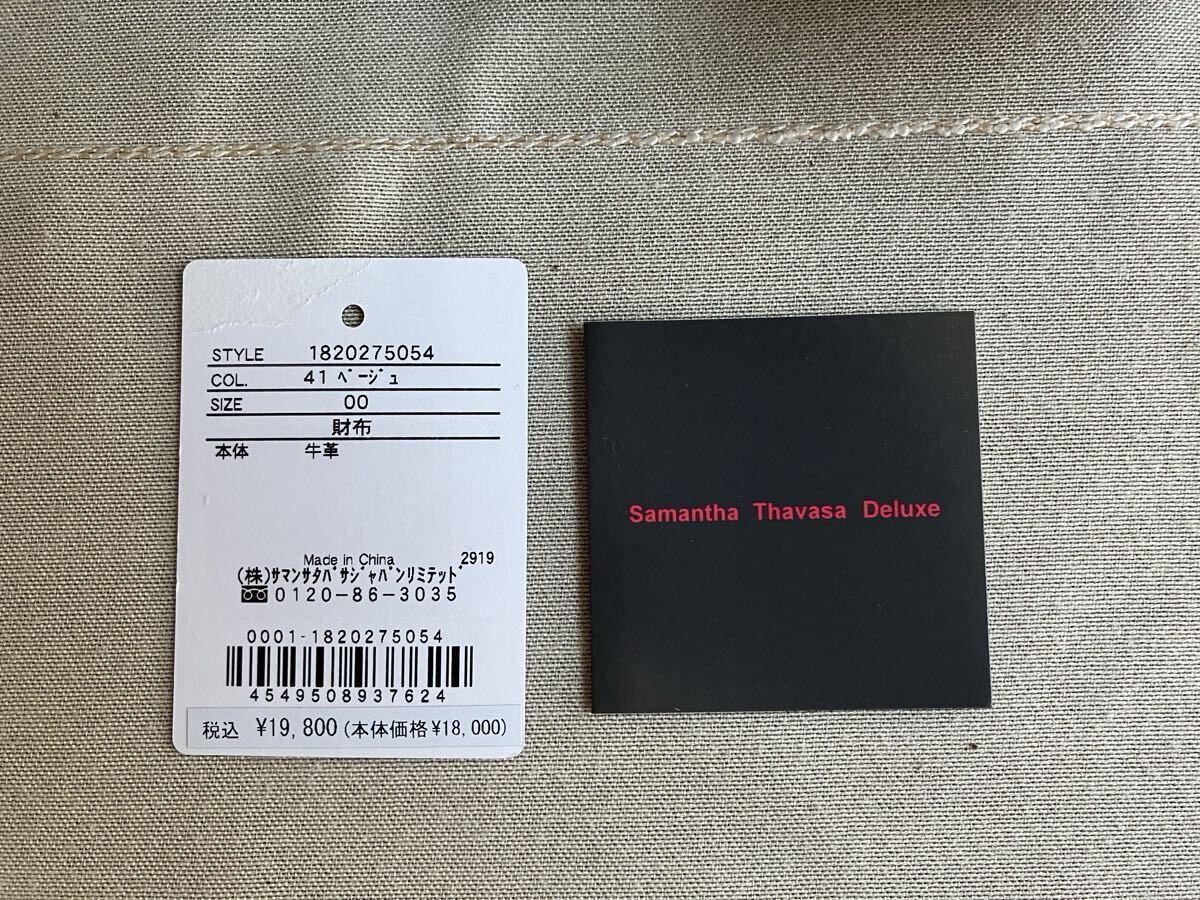 STYLE 1820275054
COL. 41 ﾍﾞｰｼﾞｭ
SIZE 00
財布
本体 牛革
Made in China 2919
(株)ｻﾏﾝｻﾀﾊﾞｻｼﾞｬﾊﾟﾝﾘﾐﾃｯﾄﾞ
0120-86-3035
0001-1820275054
4549508937624
税込 ¥19,800(本体価格¥18,000)
Samantha Thavasa Deluxe